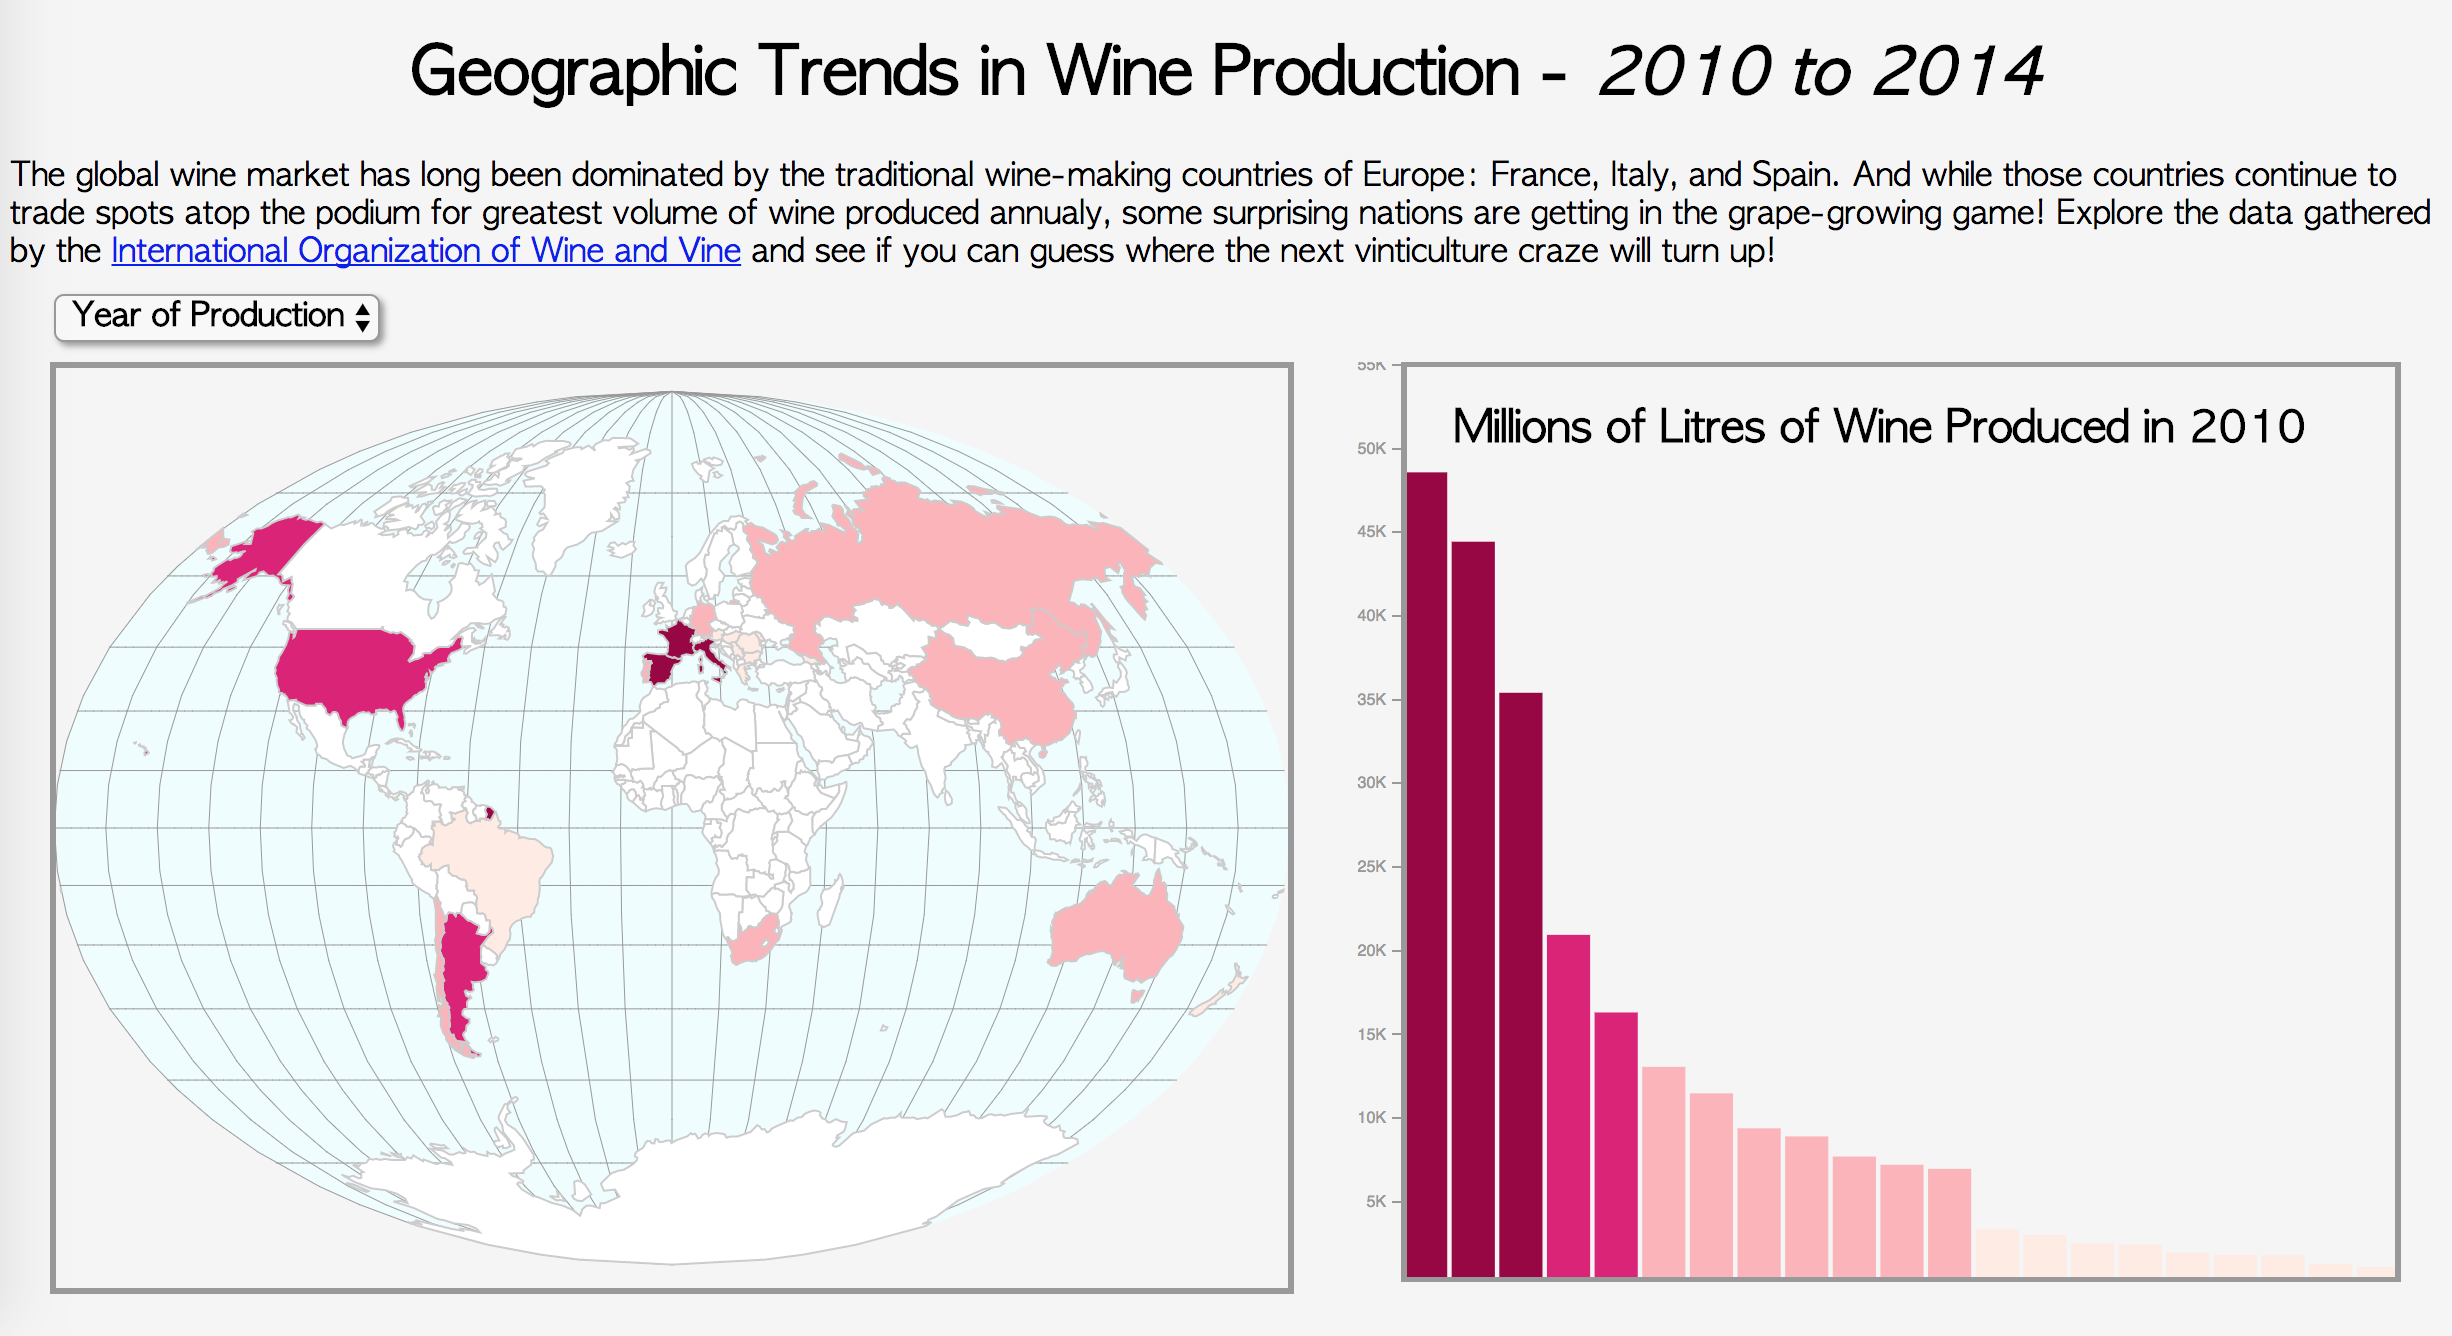 Geographic Trends in Wine Production - 2010 to 2014
The global wine market has long been dominated by the traditional wine-making countries of Europe: France, Italy, and Spain. And while those countries continue to
trade spots atop the podium for greatest volume of wine produced annualy, some surprising nations are getting in the grape-growing game! Explore the data gathered
by the International Organization of Wine and Vine and see if you can guess where the next vinticulture craze will turn up!
Year of Production
55K
Millions of Litres of Wine Produced in 2010
50K
45K
40K
35K
30K
25K
20K
15K
10K
5K